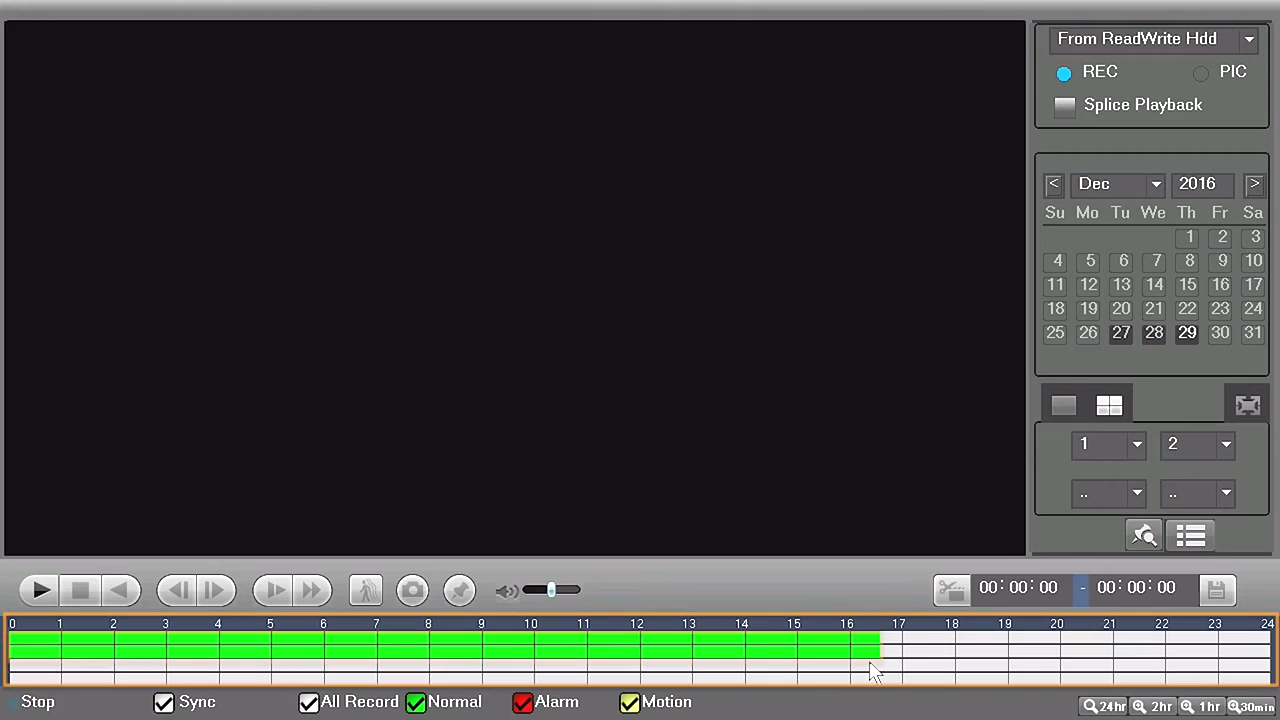 From ReadWrite Hdd
REC PIC
Splice Playback
< Dec 2016 >
Su Mo Tu We Th Fr Sa
1 2 3
4 5 6 7 8 9 10
11 12 13 14 15 16 17
18 19 20 21 22 23 24
25 26 27 28 29 30 31
1 2
.. ..
00:00:00 - 00:00:00
0 1 2 3 4 5 6 7 8 9 10 11 12 13 14 15 16 17 18 19 20 21 22 23 24
Stop Sync All Record Normal Alarm Motion 24hr 2hr 1hr 30min